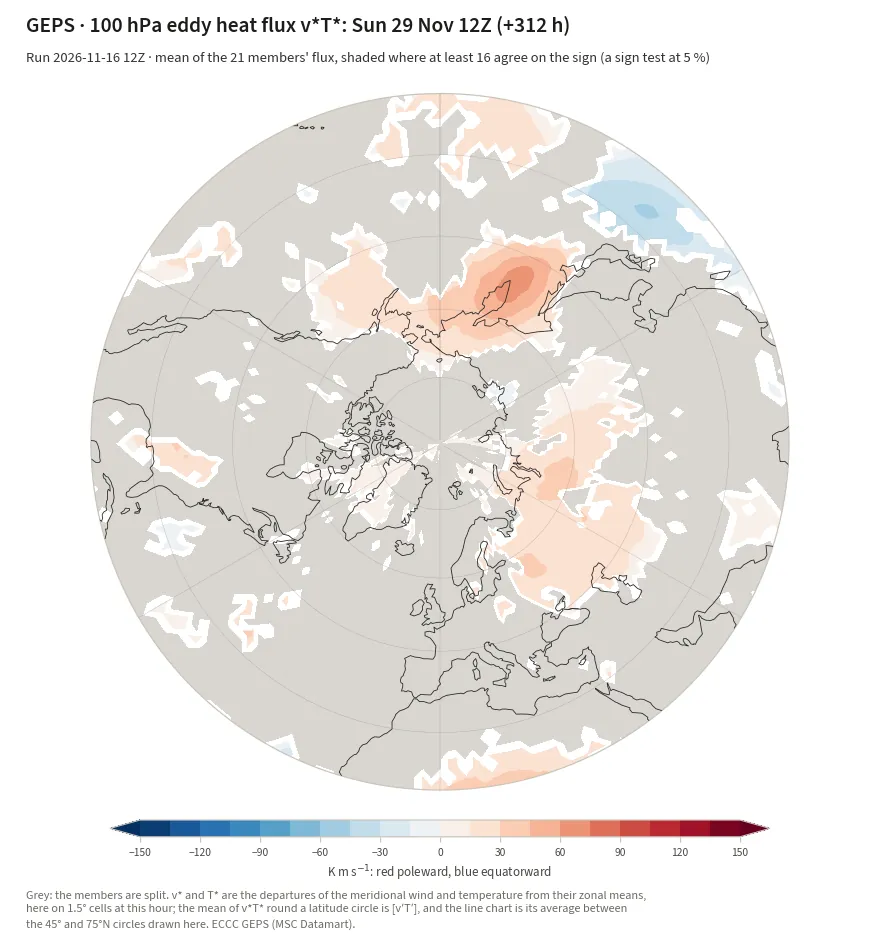 GEPS · 100 hPa eddy heat flux v*T*: Sun 29 Nov 12Z (+312 h)
Run 2026-11-16 12Z · mean of the 21 members' flux, shaded where at least 16 agree on the sign (a sign test at 5 %)
−150 −120 −90 −60 −30 0 30 60 90 120 150
K m s⁻¹: red poleward, blue equatorward
Grey: the members are split. v* and T* are the departures of the meridional wind and temperature from their zonal means,
here on 1.5° cells at this hour; the mean of v*T* round a latitude circle is [v'T'], and the line chart is its average between
the 45° and 75°N circles drawn here. ECCC GEPS (MSC Datamart).